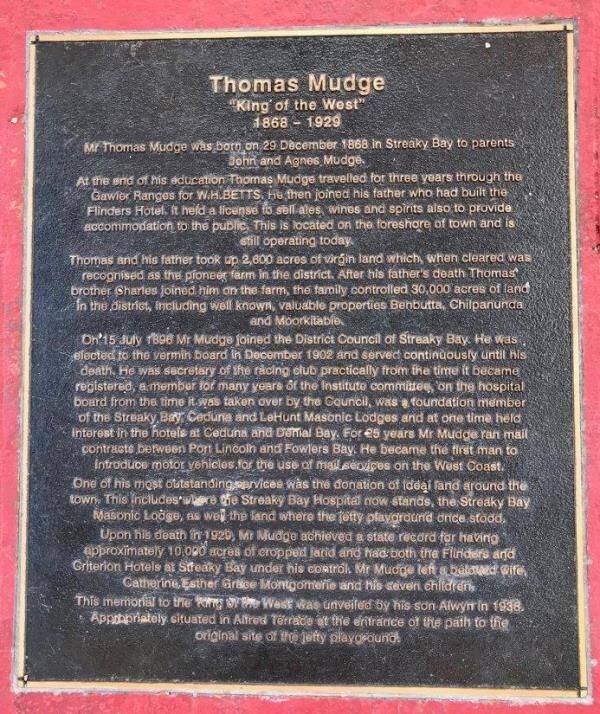 Thomas Mudge
"King of the West"
1868 - 1929
Mr Thomas Mudge was born on 29 December 1868 in Streaky Bay to parents
John and Agnes Mudge.
At the end of his education Thomas Mudge travelled for three years through the
Gawler Ranges for W.H.BETTS. He then joined his father who had built the
Flinders Hotel. It held a license to sell ales, wines and spirits also to provide
accommodation to the public. This is located on the foreshore of town and is
still operating today.
Thomas and his father took up 2,600 acres of virgin land which, when cleared was
recognised as the pioneer farm in the district. After his father's death Thomas'
brother Charles joined him on the farm, the family controlled 30,000 acres of land
in the district, including well known, valuable properties Benbutta, Chilpanunda
and Moorkitabie.
On 15 July 1896 Mr Mudge joined the District Council of Streaky Bay. He was
elected to the vermin board in December 1902 and served continuously until his
death. He was secretary of the racing club practically from the time it became
registered, a member for many years of the Institute committee, on the hospital
board from the time it was taken over by the Council, was a foundation member
of the Streaky Bay, Ceduna and LeHunt Masonic Lodges and at one time held
interest in the hotels at Ceduna and Denial Bay. For 25 years Mr Mudge ran mail
contracts between Port Lincoln and Fowlers Bay. He became the first man to
introduce motor vehicles for the use of mail services on the West Coast.
One of his most outstanding services was the donation of ideal land around the
town. This includes where the Streaky Bay Hospital now stands, the Streaky Bay
Masonic Lodge, as well the land where the jetty playground once stood.
Upon his death in 1929, Mr Mudge achieved a state record for having
approximately 10,000 acres of cropped land and had both the Flinders and
Criterion Hotels at Streaky Bay under his control. Mr Mudge left a beloved wife,
Catherine Esther Grace Montgomerie and his seven children.
This memorial to the 'King of the West' was unveiled by his son Alwyn in 1938.
Appropriately situated in Alfred Terrace at the entrance of the path to the
original site of the jetty playground.